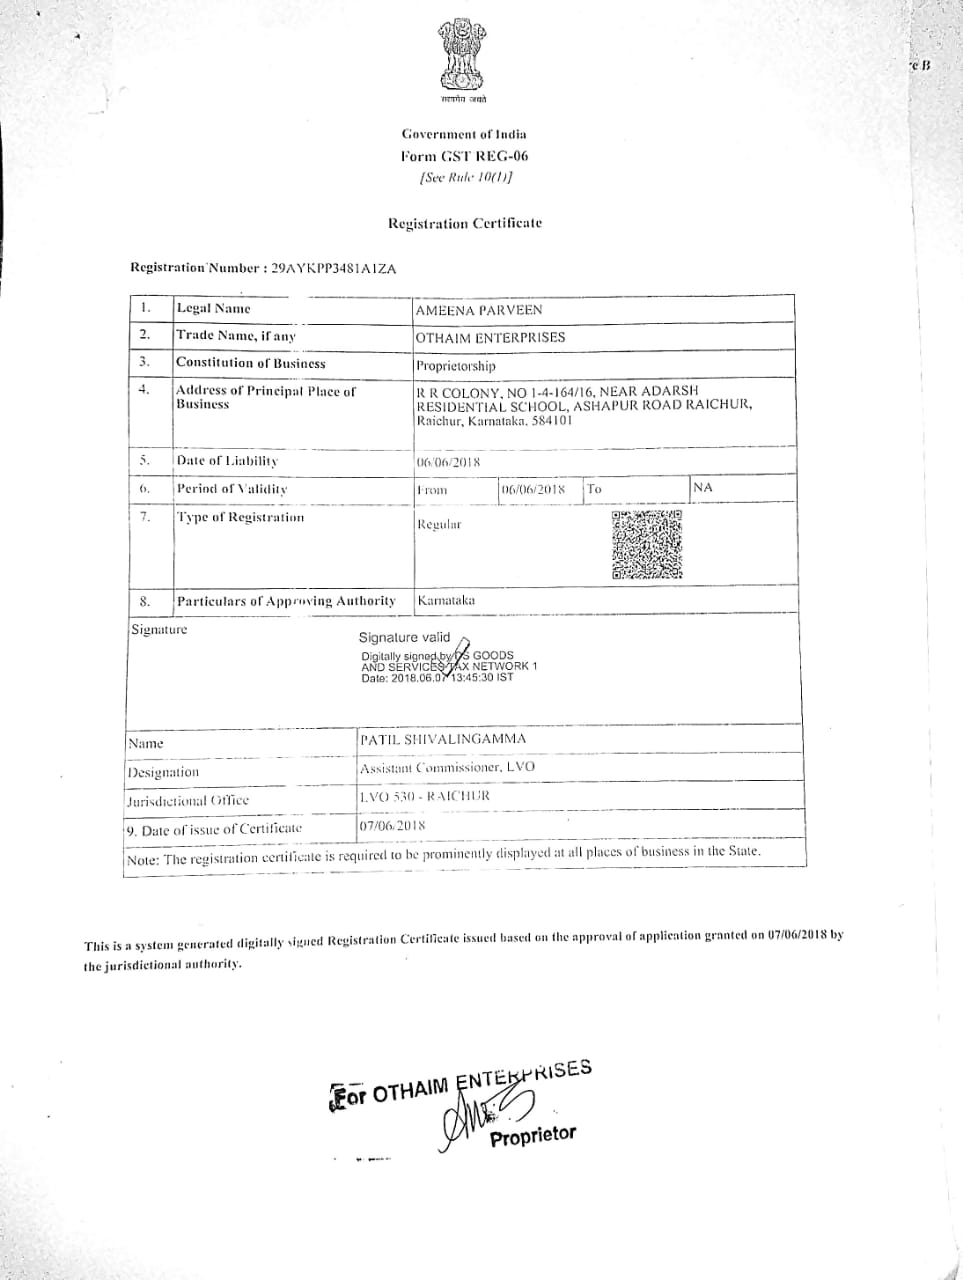 re B
सत्यमेव जयते
Government of India
Form GST REG-06
[See Rule 10(1)]
Registration Certificate
Registration Number : 29AYKPP3481A1ZA
1. Legal Name AMEENA PARVEEN
2. Trade Name, if any OTHAIM ENTERPRISES
3. Constitution of Business Proprietorship
4. Address of Principal Place of Business R R COLONY, NO 1-4-164/16, NEAR ADARSH
RESIDENTIAL SCHOOL, ASHAPUR ROAD RAICHUR,
Raichur, Karnataka, 584101
5. Date of Liability 06/06/2018
6. Period of Validity From 06/06/2018 To NA
7. Type of Registration Regular
8. Particulars of Approving Authority Karnataka
Signature
Signature valid
Digitally signed by DS GOODS
AND SERVICES TAX NETWORK 1
Date: 2018.06.07 13:45:30 IST
Name PATIL SHIVALINGAMMA
Designation Assistant Commissioner, LVO
Jurisdictional Office LVO 530 - RAICHUR
9. Date of issue of Certificate 07/06/2018
Note: The registration certificate is required to be prominently displayed at all places of business in the State.
This is a system generated digitally signed Registration Certificate issued based on the approval of application granted on 07/06/2018 by
the jurisdictional authority.
For OTHAIM ENTERPRISES
Proprietor